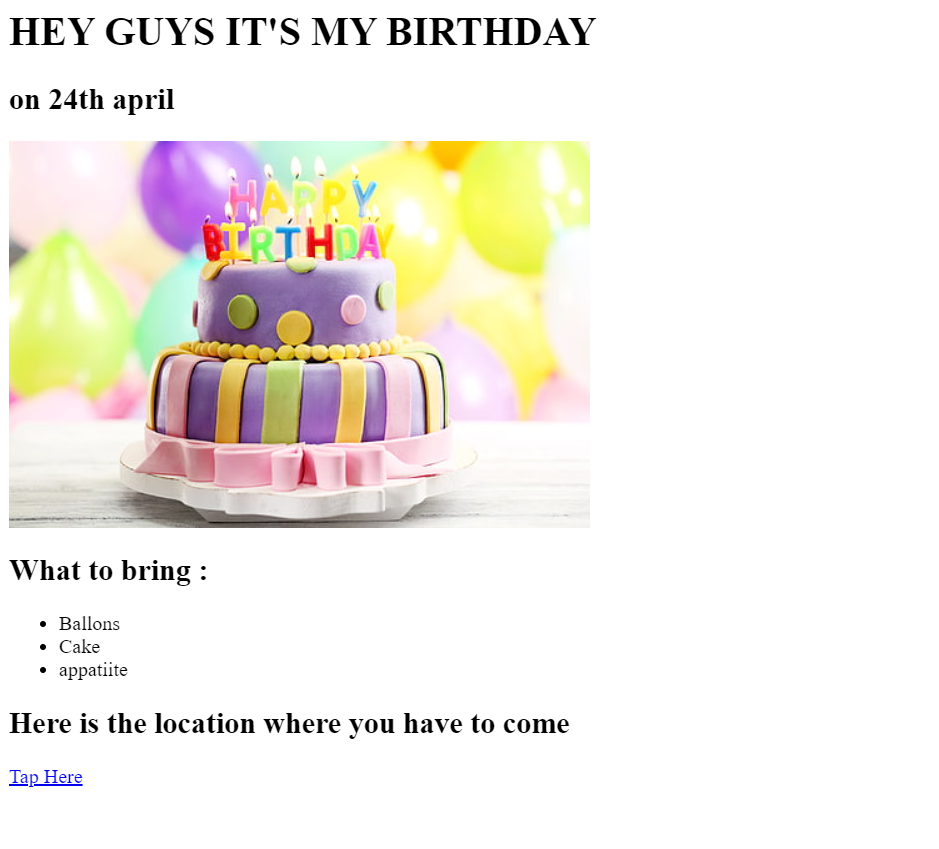 HEY GUYS IT'S MY BIRTHDAY
on 24th april
HAPPY
BIRTHDAY
What to bring :
Ballons
Cake
appatiite
Here is the location where you have to come
Tap Here